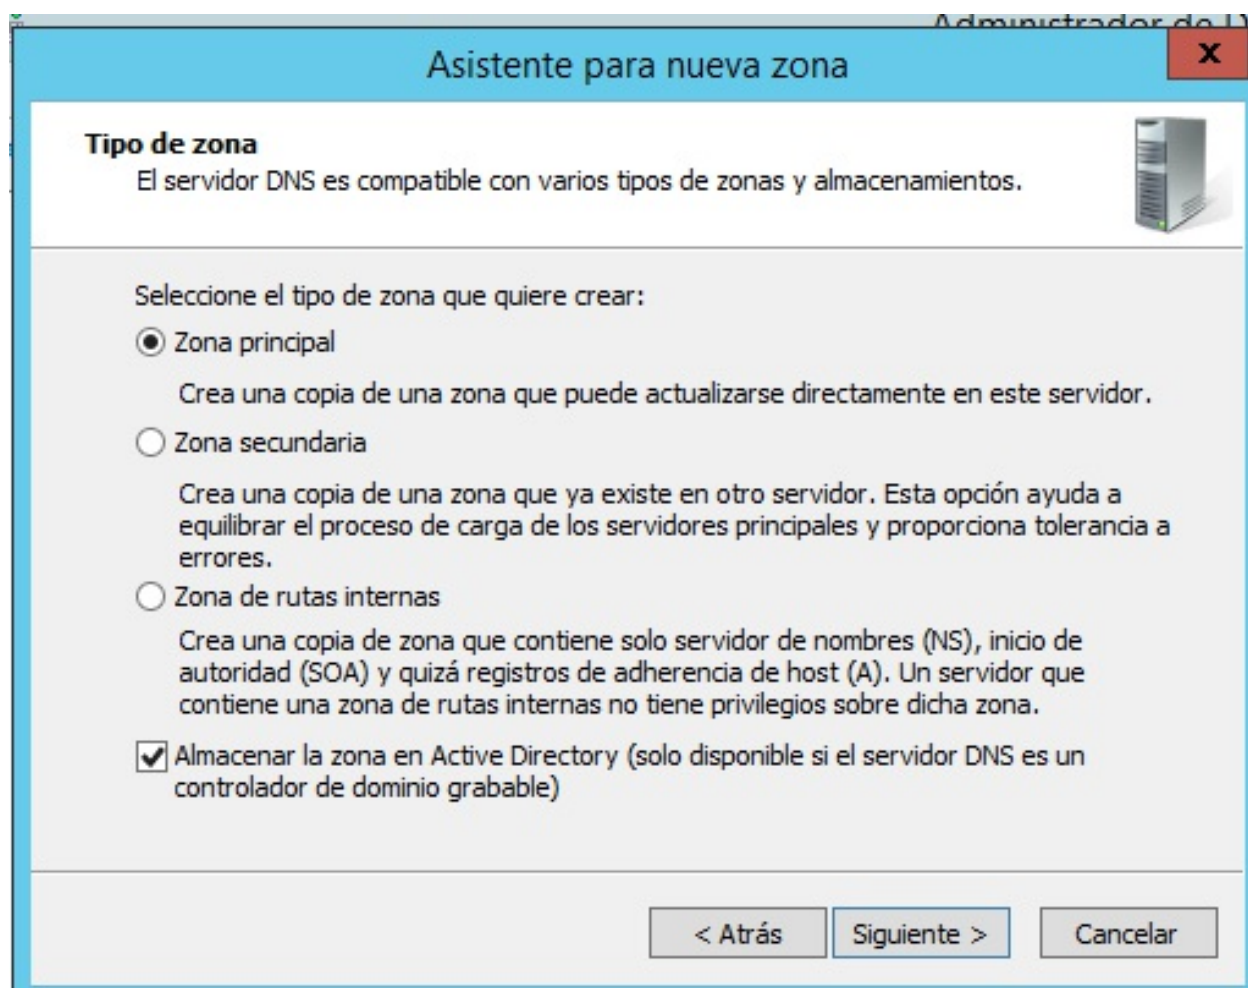 Administrador de D
Asistente para nueva zona
X
Tipo de zona
El servidor DNS es compatible con varios tipos de zonas y almacenamientos.
Seleccione el tipo de zona que quiere crear:
Zona principal
Crea una copia de una zona que puede actualizarse directamente en este servidor.
Zona secundaria
Crea una copia de una zona que ya existe en otro servidor. Esta opción ayuda a
equilibrar el proceso de carga de los servidores principales y proporciona tolerancia a
errores.
Zona de rutas internas
Crea una copia de zona que contiene solo servidor de nombres (NS), inicio de
autoridad (SOA) y quizá registros de adherencia de host (A). Un servidor que
contiene una zona de rutas internas no tiene privilegios sobre dicha zona.
Almacenar la zona en Active Directory (solo disponible si el servidor DNS es un
controlador de dominio grabable)
< Atrás
Siguiente >
Cancelar